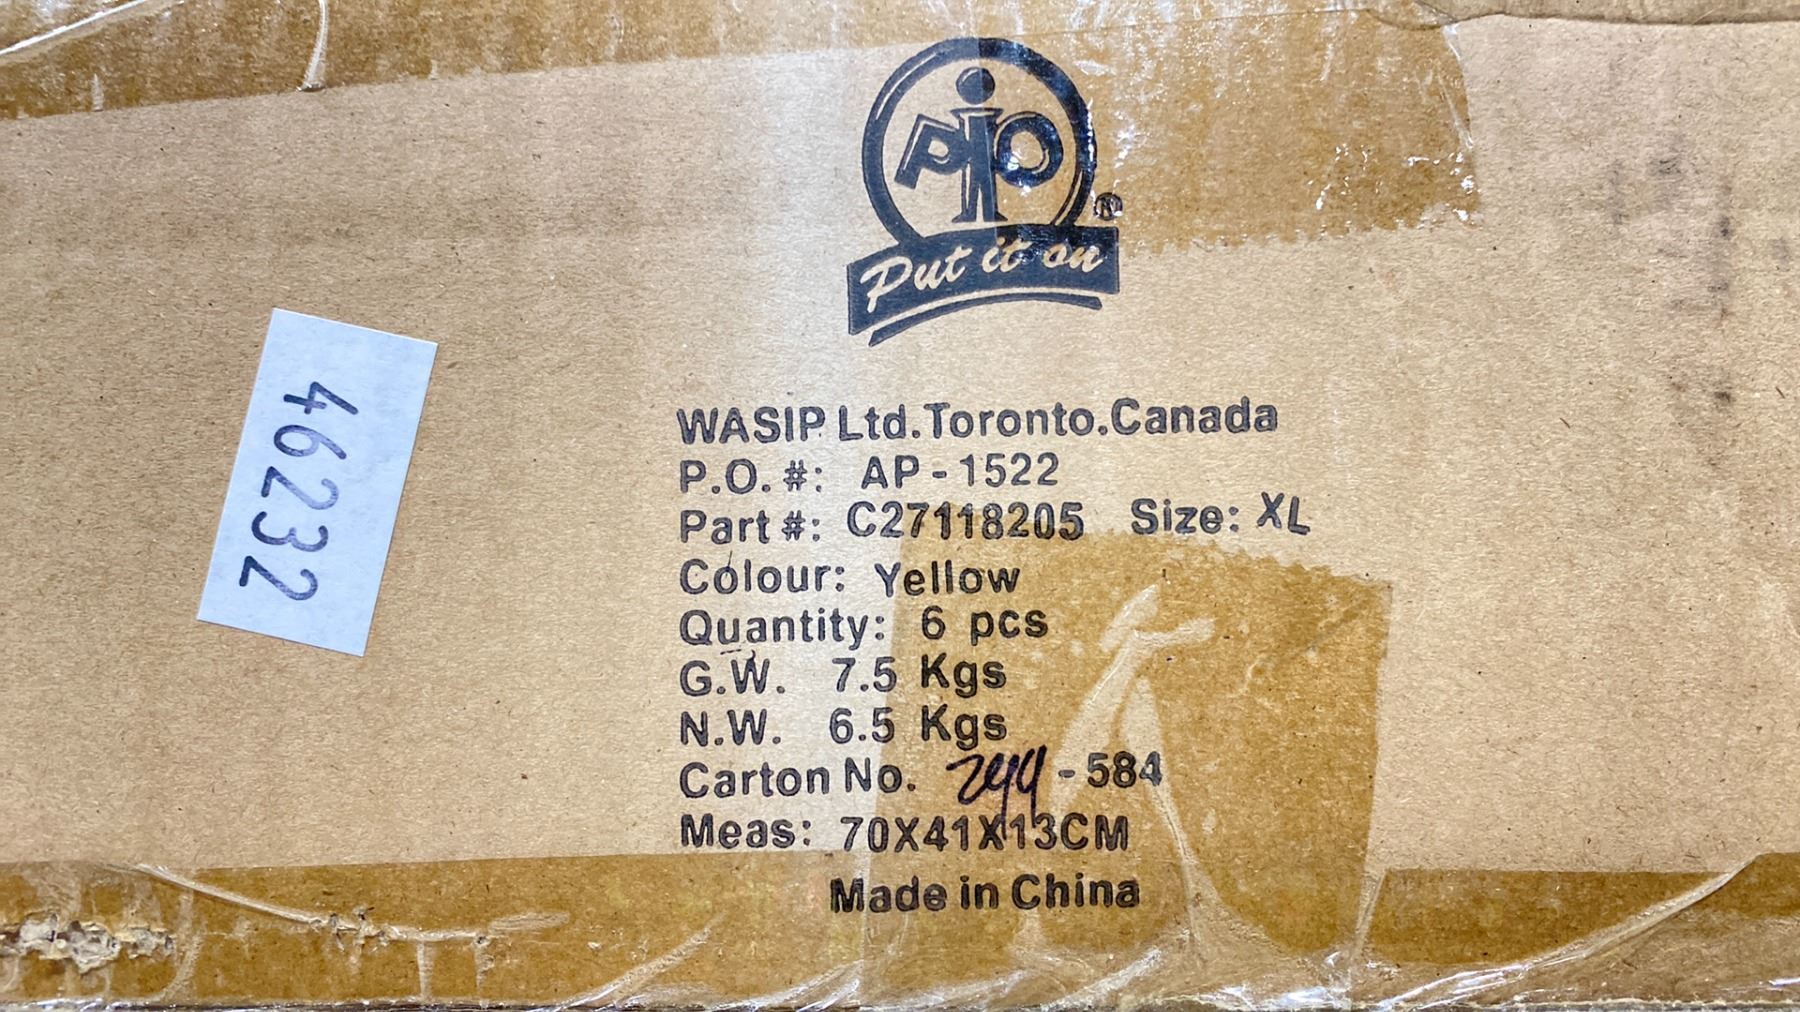 PiO ®
Put it on
WASIP Ltd.Toronto.Canada
P.O. #: AP - 1522
Part #: C27118205 Size: XL
Colour: Yellow
Quantity: 6 pcs
G.W. 7.5 Kgs
N.W. 6.5 Kgs
Carton No. 244 - 584
Meas: 70X41X13CM
Made in China
46232